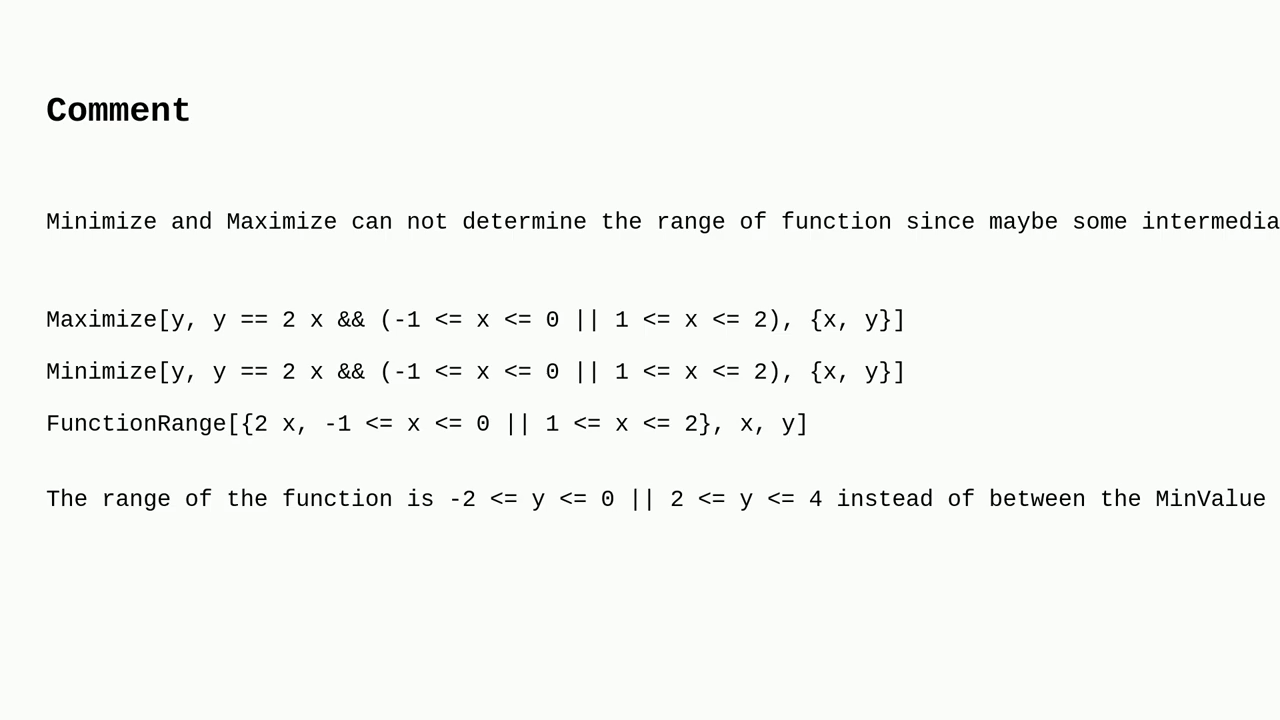 Comment
Minimize and Maximize can not determine the range of function since maybe some
Maximize[y, y == 2 x && (-1 <= x <= 0 || 1 <= x <= 2), {x, y}]
Minimize[y, y == 2 x && (-1 <= x <= 0 || 1 <= x <= 2), {x, y}]
FunctionRange[{2 x, -1 <= x <= 0 || 1 <= x <= 2}, x, y]
The range of the function is -2 <= y <= 0 || 2 <= y <= 4 instead of between the MinValue